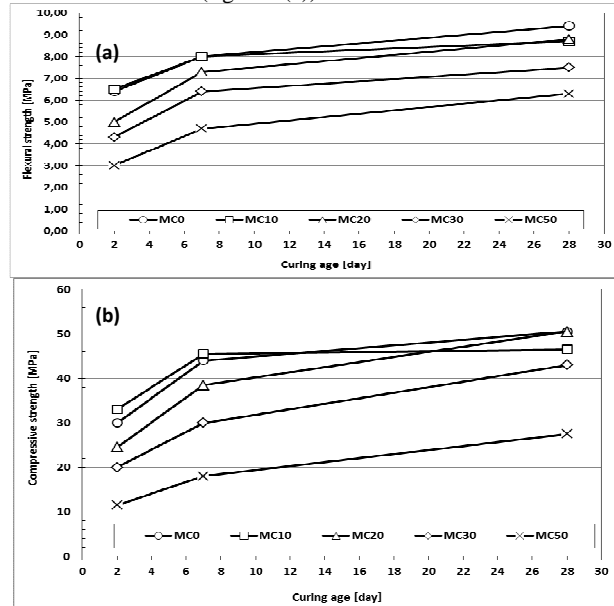 (a)
Flexural strength [MPa]
10,00
9,00
8,00
7,00
6,00
5,00
4,00
3,00
2,00
1,00
0,00
MC0 MC10 MC20 MC30 MC50
0 2 4 6 8 10 12 14 16 18 20 22 24 26 28 30
Curing age [day]
(b)
Compressive strength [MPa]
60
50
40
30
20
10
0
MC0 MC10 MC20 MC30 MC50
0 2 4 6 8 10 12 14 16 18 20 22 24 26 28 30
Curing age [day]